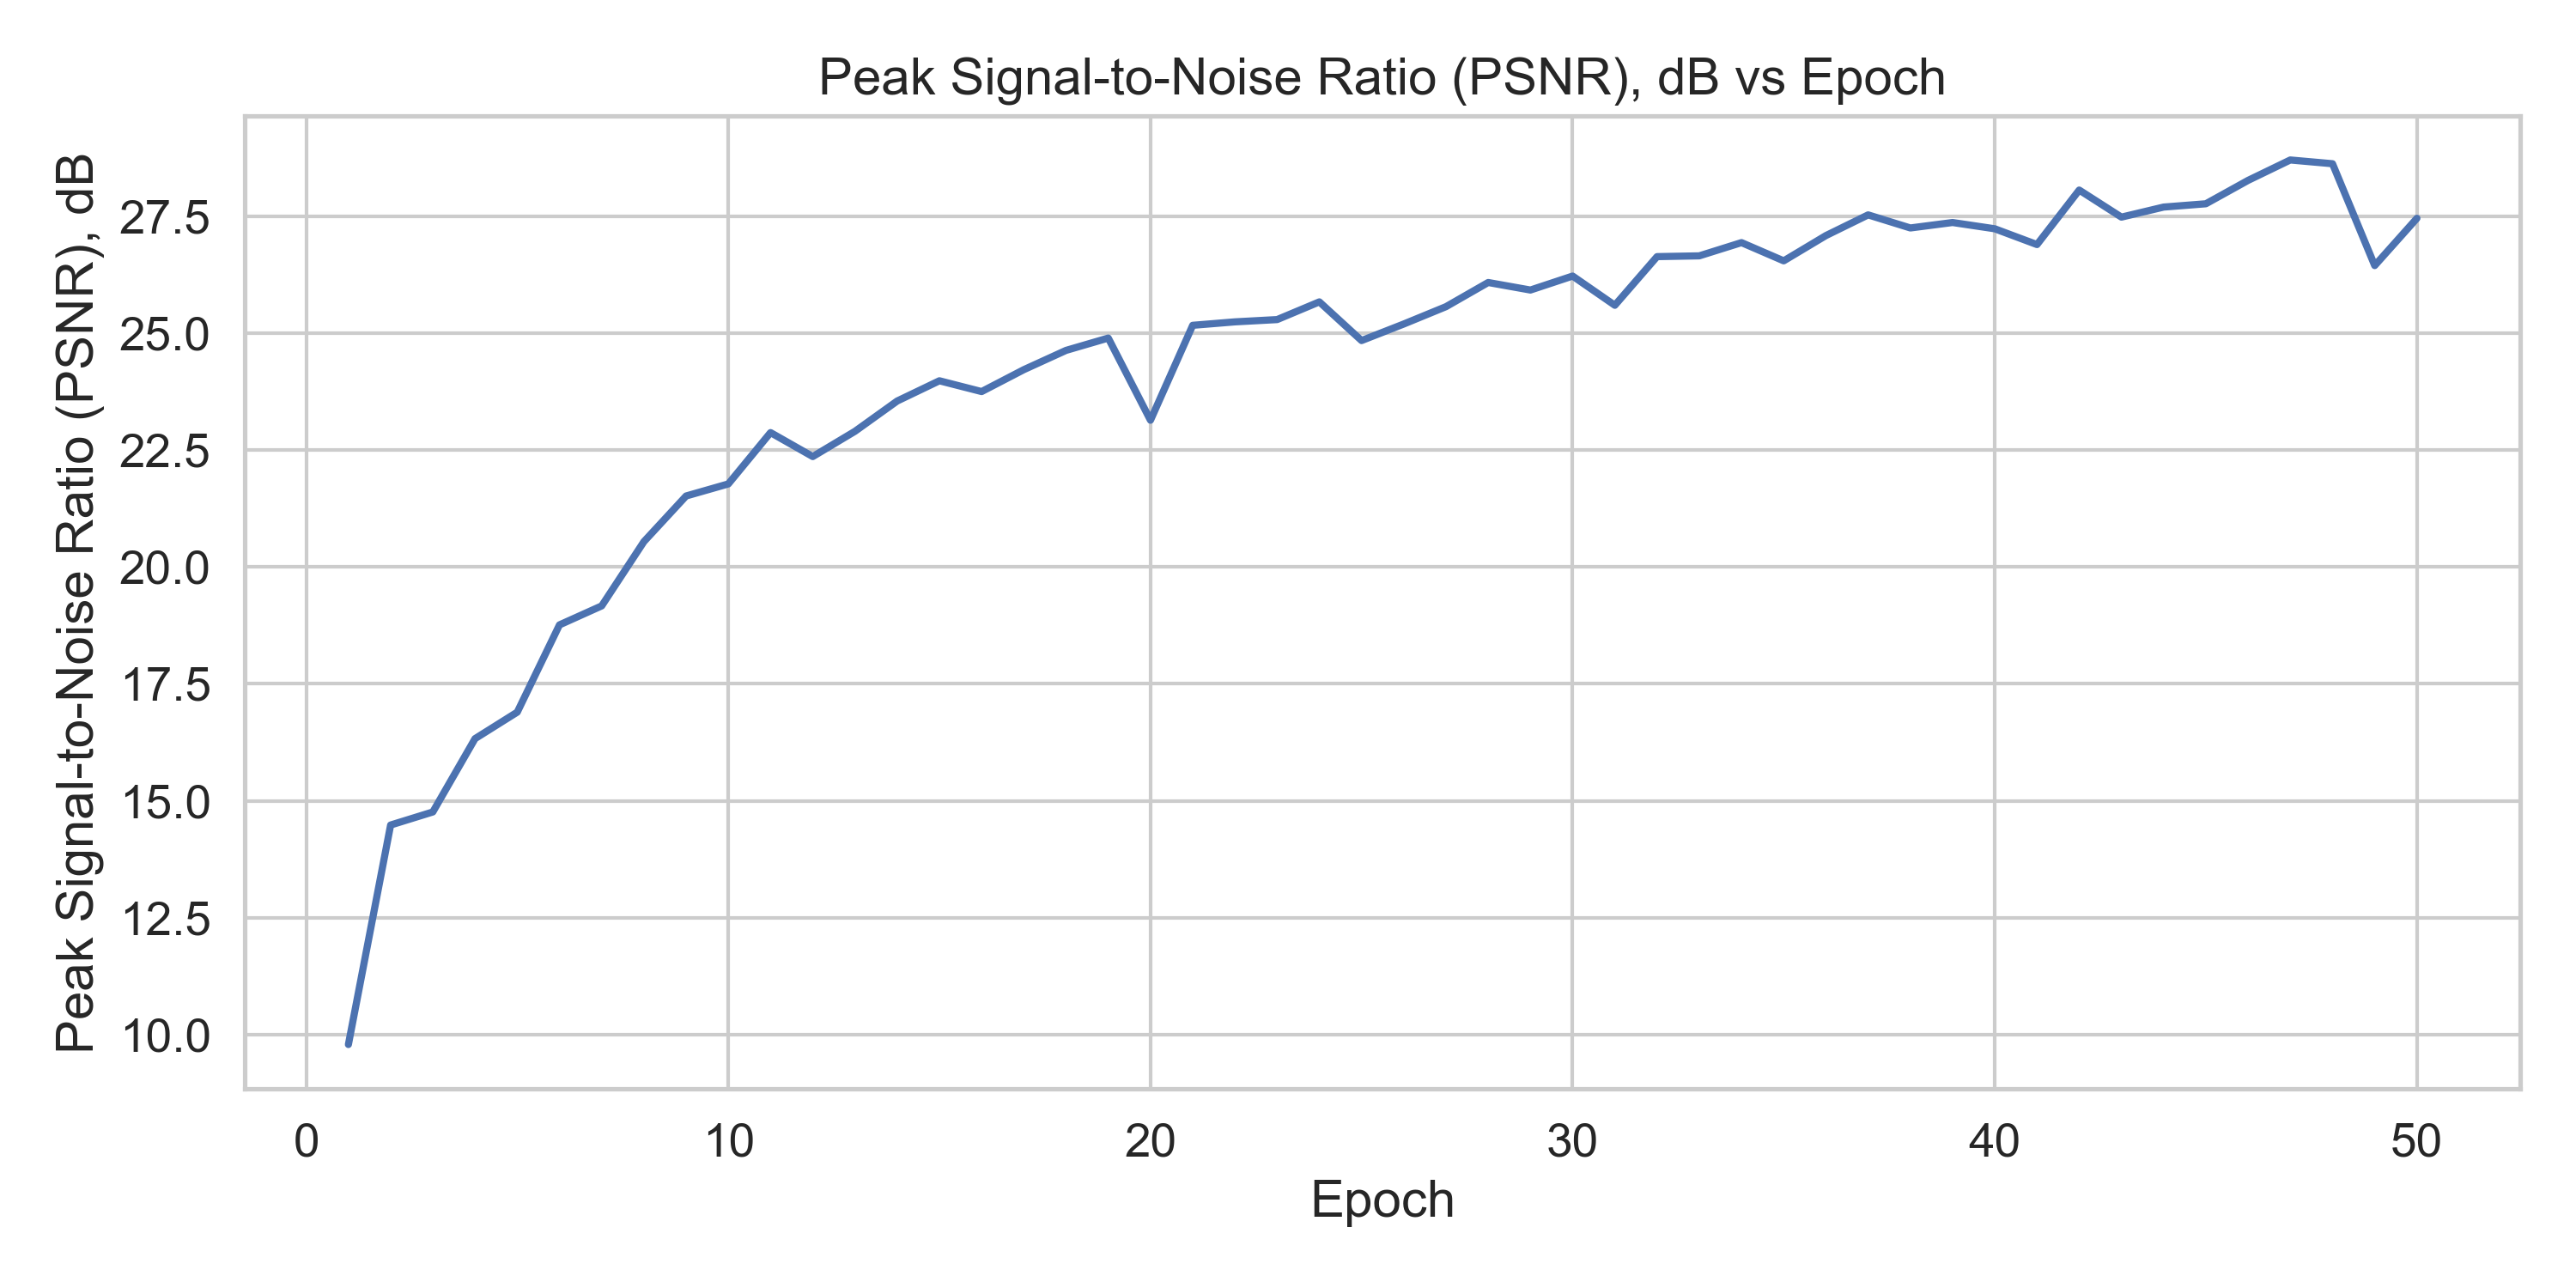 Peak Signal-to-Noise Ratio (PSNR), dB vs Epoch
Peak Signal-to-Noise Ratio (PSNR), dB
27.5
25.0
22.5
20.0
17.5
15.0
12.5
10.0
0 10 20 30 40 50
Epoch